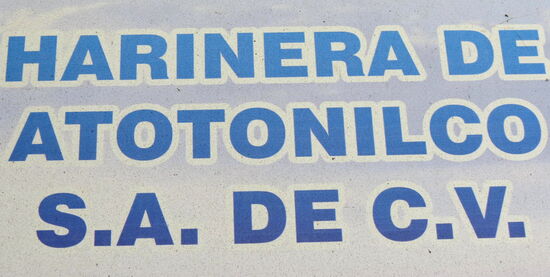 HARINERA DE
ATOTONILCO
S.A. DE C.V.